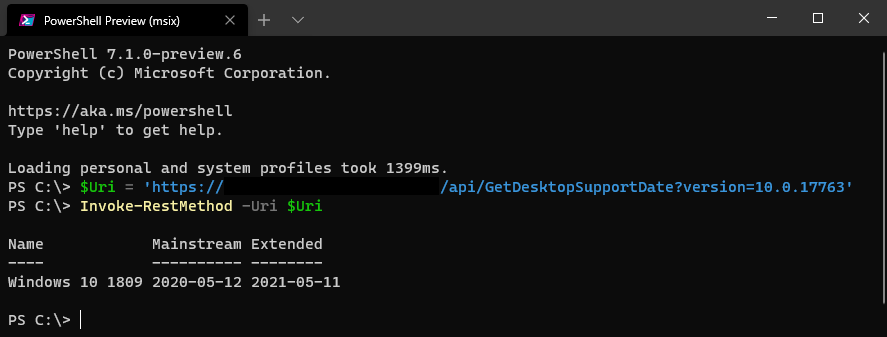 PowerShell Preview (msix)
PowerShell 7.1.0-preview.6
Copyright (c) Microsoft Corporation.
https://aka.ms/powershell
Type 'help' to get help.
Loading personal and system profiles took 1399ms.
PS C:\> $Uri = 'https:// /api/GetDesktopSupportDate?version=10.0.17763'
PS C:\> Invoke-RestMethod -Uri $Uri
Name Mainstream Extended
---- ---------- --------
Windows 10 1809 2020-05-12 2021-05-11
PS C:\>